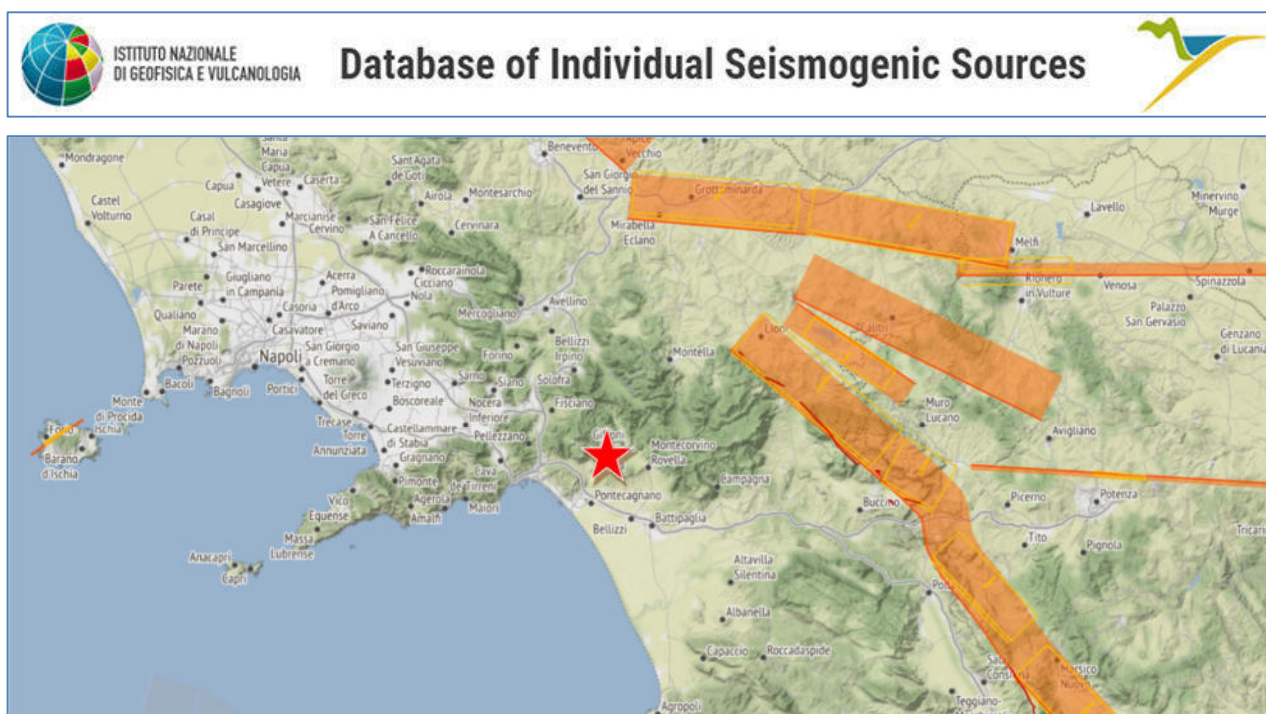 ISTITUTO NAZIONALE
DI GEOFISICA E VULCANOLOGIA
Database of Individual Seismogenic Sources
Mondragone
Maria
Capua
Vetere
Caserta
Capua
Casagiove
Sant'Agata
de' Goti
Airola
Montesarchio
Benevento
Vecchio
San Giorgio
del Sannio
Grottaminarda
Lavello
Minervino
Murge
Castel
Volturno
Casal
di Principe
Marcianise
Cervino
San Felice
A Cancello
Cervinara
Mirabella
Eclano
Melfi
San Marcellino
Giugliano
in Campania
Parete
Qualiano
Acerra
Pomigliano
d'Arco
Roccarainola
Cicciano
Nola
Mercogliano
Avellino
Rionero
in Vulture
Venosa
Spinazzola
Palazzo
San Gervasio
Casoria
Casavatore
Marano
di Napoli
Saviano
Bellizzi
Irpino
Lioni
Genzano
di Lucania
Pozzuoli
Napoli
San Giorgio
a Cremano
San Giuseppe
Vesuviano
Forino
Solofra
Montella
Bacoli
Bagnoli
Portici
Torre
del Greco
Terzigno
Boscoreale
Sarno
Siano
Fisciano
Muro
Lucano
Monte
di Procida
Ischia
Forio
Barano
d'Ischia
Trecase
Torre
Annunziata
Castellammare
di Stabia
Gragnano
Nocera
Inferiore
Pellezzano
Montecorvino
Rovella
Avigliano
Pimonte
Cava
de' Tirreni
Campagna
Vico
Equense
Agerola
Amalfi
Maiori
Pontecagnano
Buccino
Picerno
Potenza
Massa
Lubrense
Bellizzi
Battipaglia
Tito
Pignola
Anacapri
Capri
Altavilla
Silentina
Albanella
Capaccio
Roccadaspide
Marsico
Nuovo
Agropoli